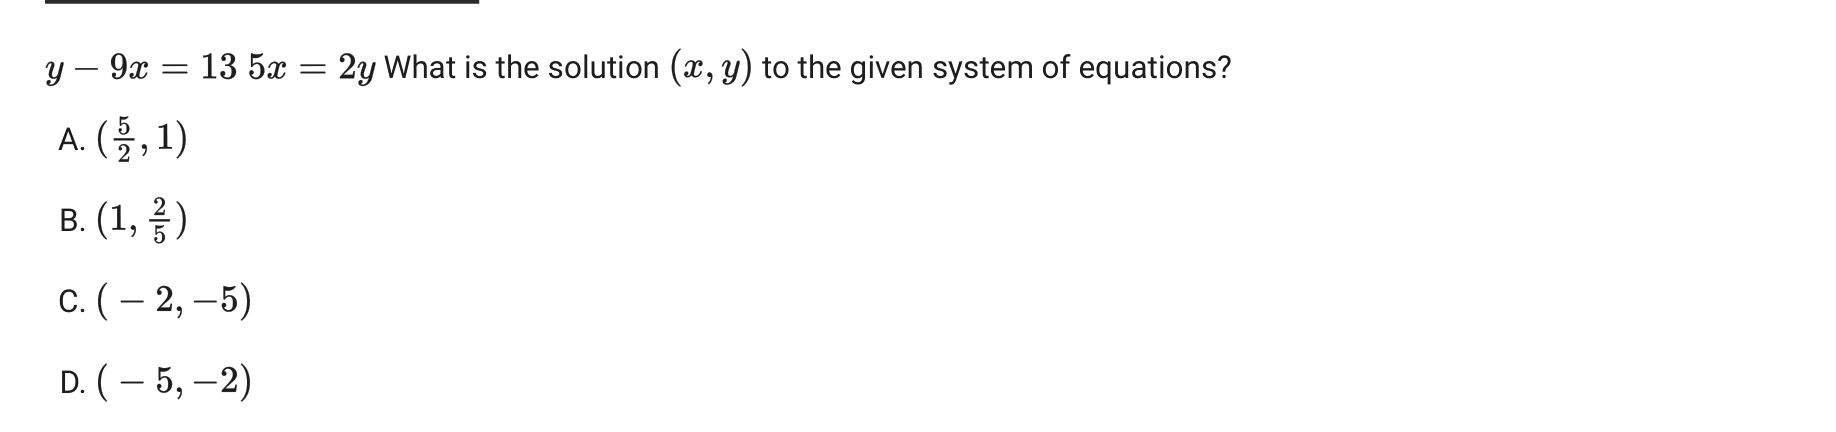 y − 9x = 13 5x = 2y What is the solution (x, y) to the given system of equations?
A. (5/2, 1)
B. (1, 2/5)
C. ( − 2, −5)
D. ( − 5, −2)